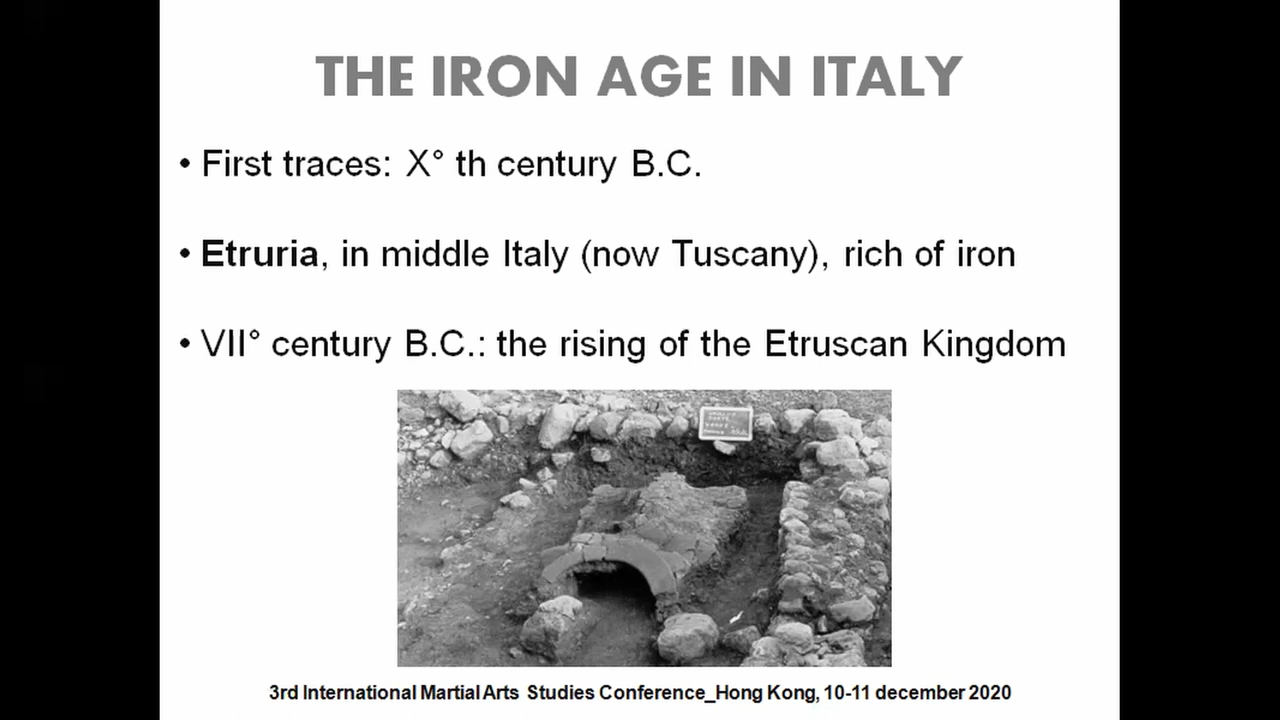 THE IRON AGE IN ITALY
• First traces: X° th century B.C.
• Etruria, in middle Italy (now Tuscany), rich of iron
• VII° century B.C.: the rising of the Etruscan Kingdom
3rd International Martial Arts Studies Conference_Hong Kong, 10-11 december 2020